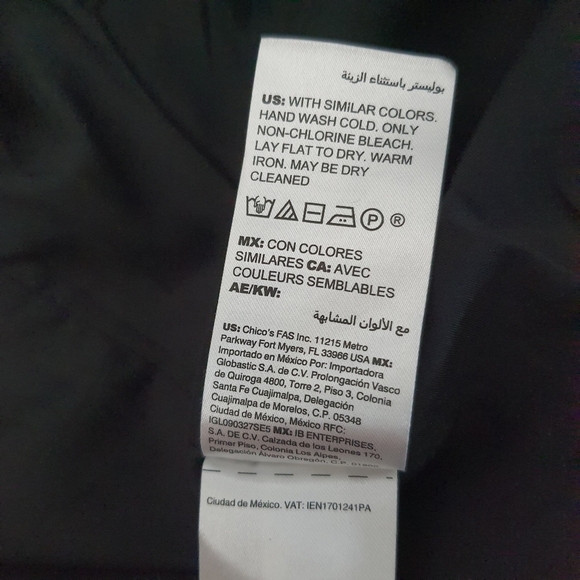 بوليستر باستثناء الزينة
US: WITH SIMILAR COLORS.
HAND WASH COLD. ONLY
NON-CHLORINE BLEACH.
LAY FLAT TO DRY. WARM
IRON. MAY BE DRY
CLEANED
P ®
MX: CON COLORES
SIMILARES CA: AVEC
COULEURS SEMBLABLES
AE/KW:
مع الألوان المشابهة
US: Chico's FAS Inc. 11215 Metro
Parkway Fort Myers, FL 33966 USA MX:
Importado en México Por: Importadora
Globastic S.A. de C.V. Prolongación Vasco
de Quiroga 4800, Torre 2, Piso 3, Colonia
Santa Fe Cuajimalpa, Delegación
Cuajimalpa de Morelos, C.P. 05348
Ciudad de México, México RFC:
IGL090327SE5 MX: IB ENTERPRISES,
S.A. DE C.V. Calzada de los Leones 170,
Primer Piso, Colonia Los Alpes,
Delegación Álvaro Obregón, C.P.
Ciudad de México. VAT: IEN1701241PA